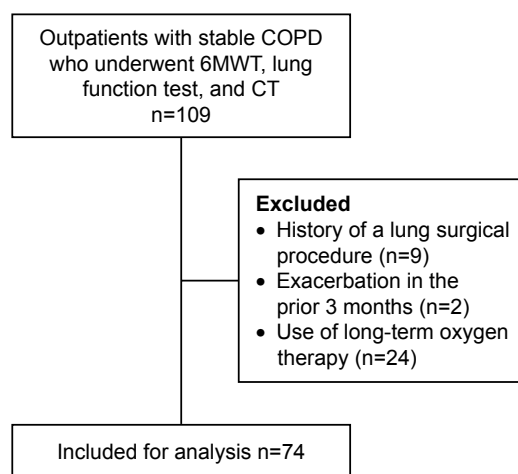 Outpatients with stable COPD
who underwent 6MWT, lung
function test, and CT
n=109
Excluded
• History of a lung surgical
procedure (n=9)
• Exacerbation in the
prior 3 months (n=2)
• Use of long-term oxygen
therapy (n=24)
Included for analysis n=74